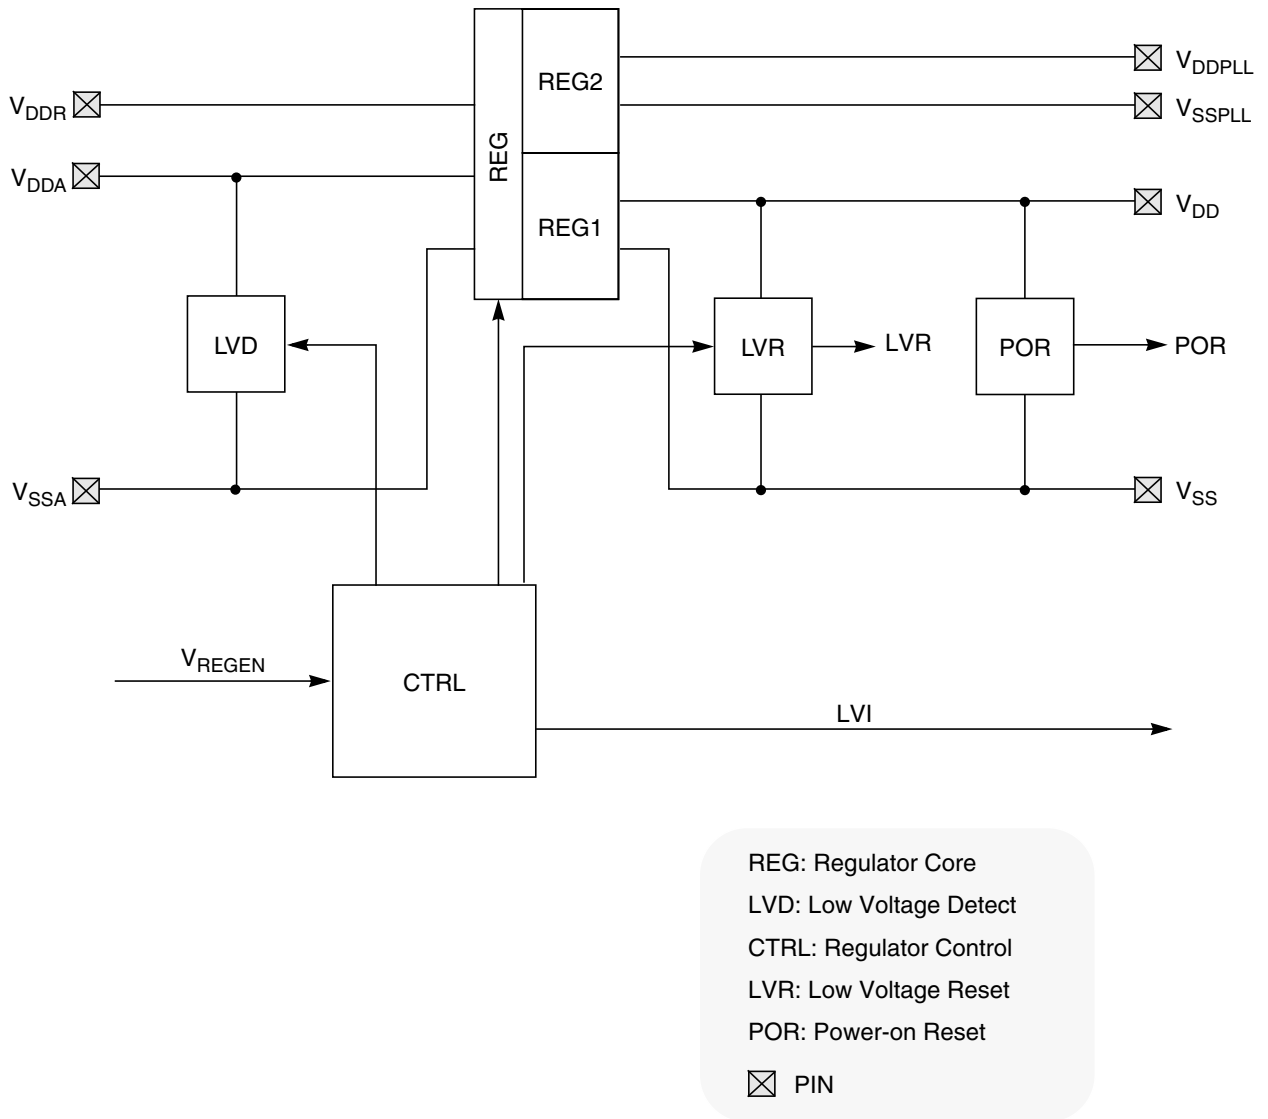 VDDPLL
REG2
VDDR
VSSPLL
REG
VDDA
VDD
REG1
LVD
LVR
LVR
POR
POR
VSSA
VSS
VREGEN
CTRL
LVI
REG: Regulator Core
LVD: Low Voltage Detect
CTRL: Regulator Control
LVR: Low Voltage Reset
POR: Power-on Reset
PIN